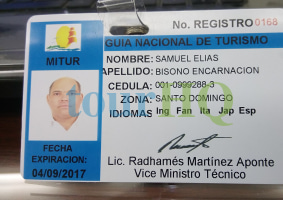 No. REGISTRO 0168
GUIA NACIONAL DE TURISMO
MITUR
NOMBRE: SAMUEL ELIAS
APELLIDO: BISONO ENCARNACION
CEDULA: 001-0999288-3
ZONA: SANTO DOMINGO
IDIOMAS Ing Fan ita Jap Esp
tour HQ
FECHA
EXPIRACION:
04/09/2017
Lic. Radhamés Martínez Aponte
Vice Ministro Técnico